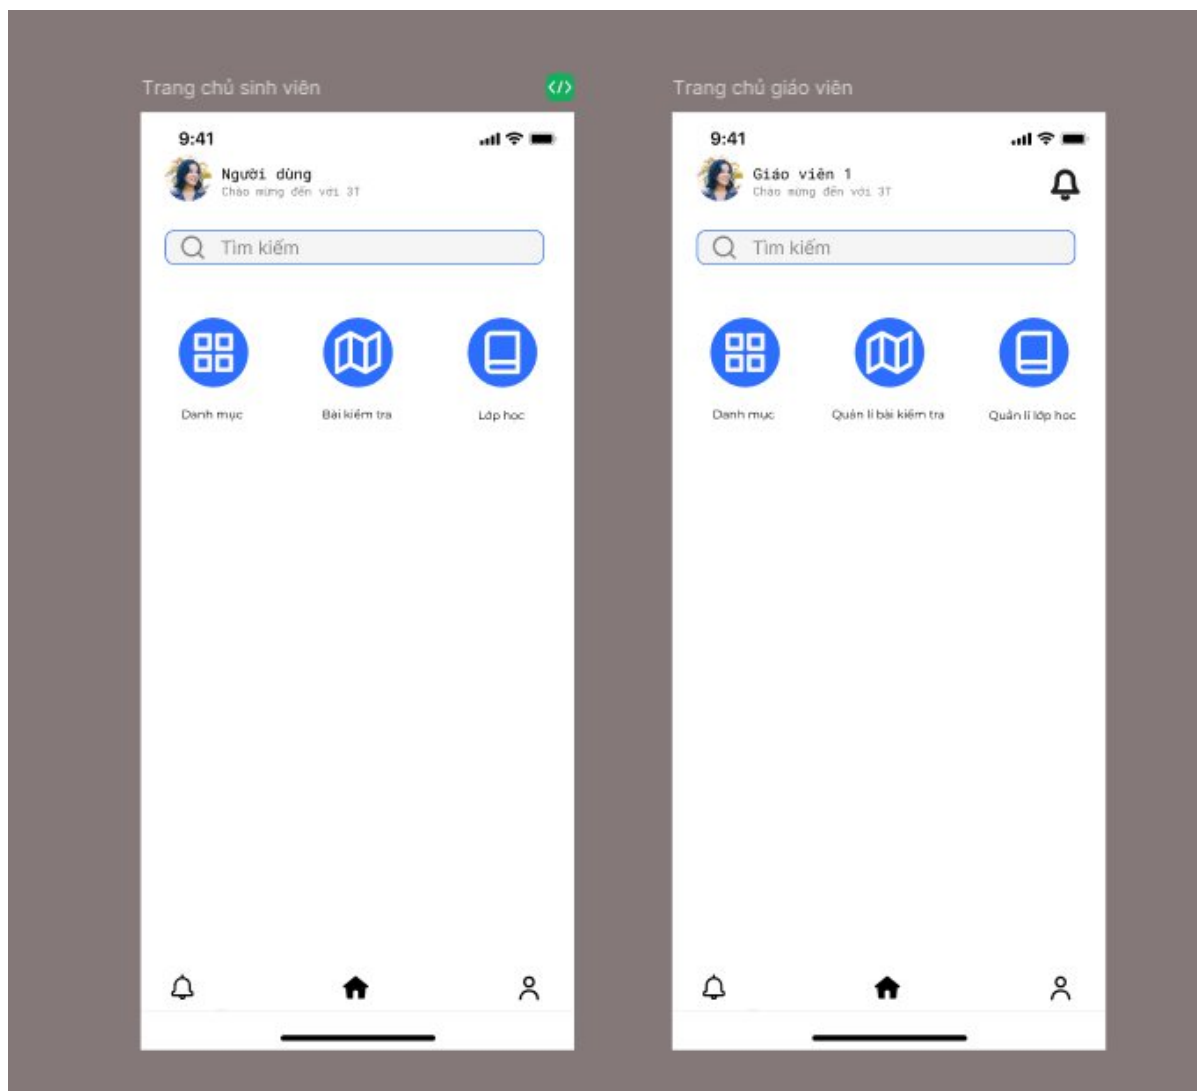 Trang chủ sinh viên
</>
9:41
Người dùng
Chào mừng đến với 3T
Tìm kiếm
Danh mục
Bài kiểm tra
Lớp học
Trang chủ giáo viên
9:41
Giáo viên 1
Chào mừng đến với 3T
Tìm kiếm
Danh mục
Quản lí bài kiểm tra
Quản lí lớp học